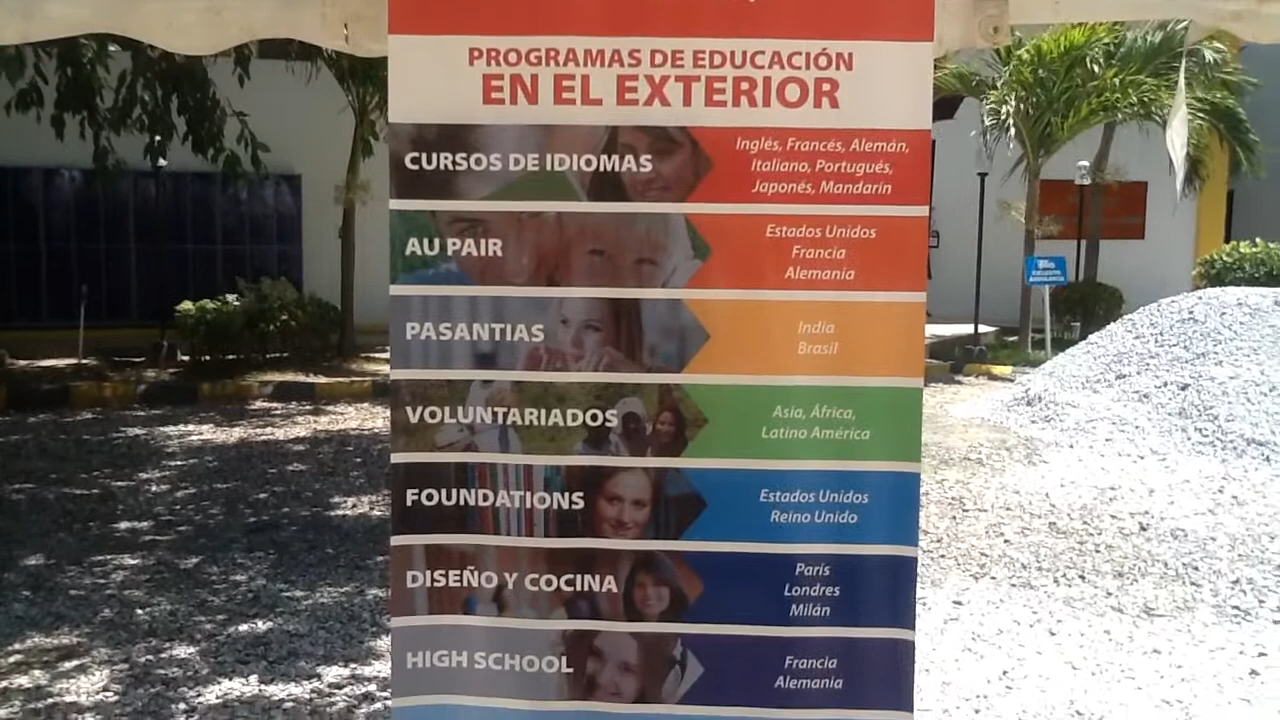 PROGRAMAS DE EDUCACIÓN
EN EL EXTERIOR
CURSOS DE IDIOMAS
Inglés, Francés, Alemán,
Italiano, Portugués,
Japonés, Mandarín
AU PAIR
Estados Unidos
Francia
Alemania
PASANTIAS
India
Brasil
VOLUNTARIADOS
Asia, África,
Latino América
FOUNDATIONS
Estados Unidos
Reino Unido
DISEÑO Y COCINA
París
Londres
Milán
HIGH SCHOOL
Francia
Alemania